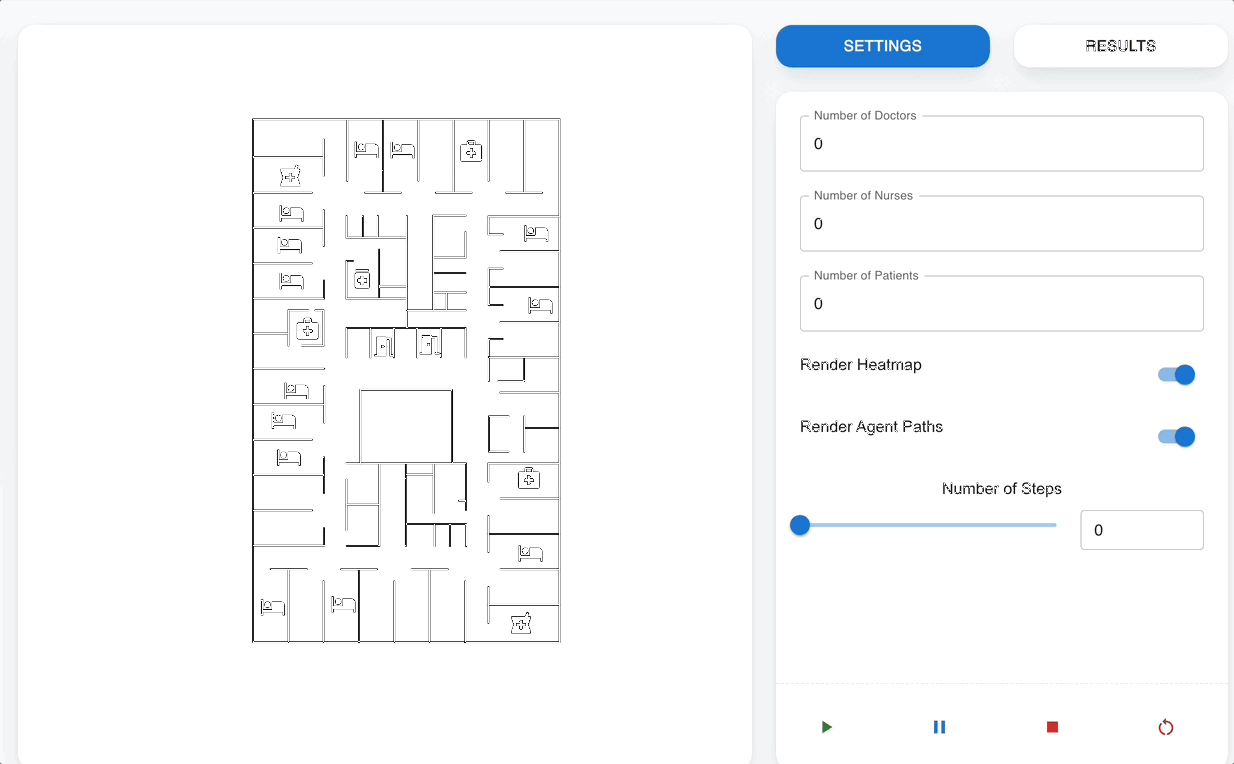 SETTINGS
RESULTS
Number of Doctors
0
Number of Nurses
0
Number of Patients
0
Render Heatmap
Render Agent Paths
Number of Steps
0